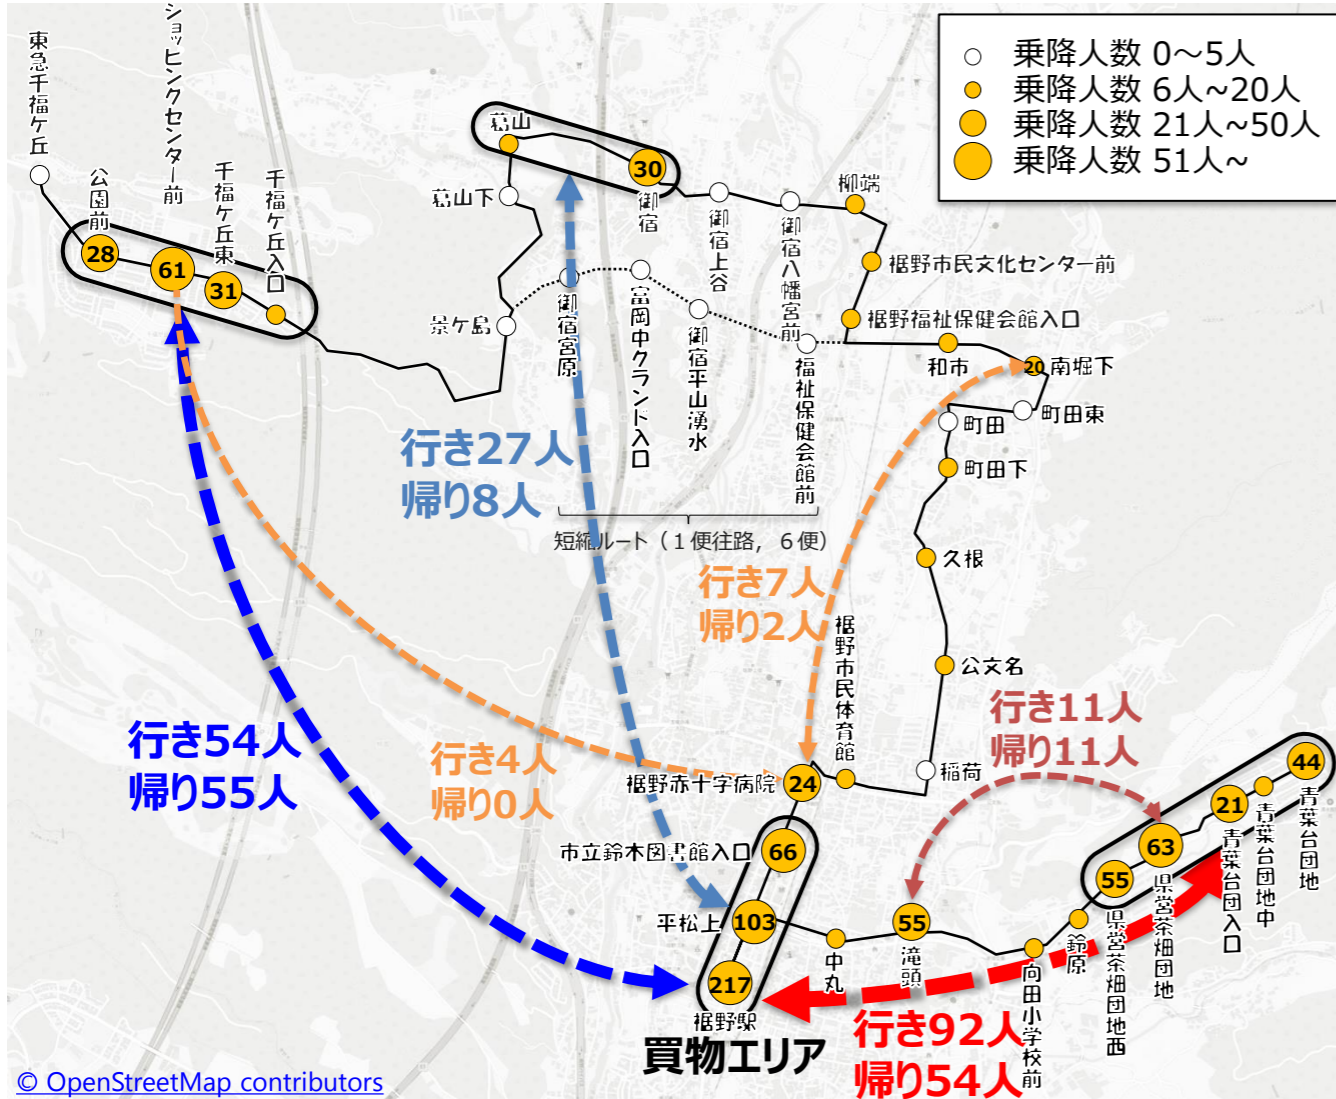 乗降人数 0～5人
乗降人数 6人~20人
乗降人数 21人~50人
乗降人数 51人~
東急千福ケ丘
公園前
ショッピングセンター前
千福ケ丘東
千福ケ丘入口
28
61
31
葛山
30
御宿
葛山下
御宿上谷
御宿八幡宮前
柳端
裾野市民文化センター前
裾野福祉保健会館入口
景ケ島
御宿宮原
富岡中グランド入口
御宿平山湧水
福祉保健会館前
和市
20
南堀下
町田
町田東
町田下
久根
公文名
稲荷
行き27人
帰り8人
短縮ルート（１便往路，６便）
行き7人
帰り2人
裾野市民体育館
行き54人
帰り55人
行き4人
帰り0人
裾野赤十字病院
24
行き11人
帰り11人
市立鈴木図書館入口
66
平松上
103
217
裾野駅
買物エリア
中丸
55
滝頭
向田小学校前
鈴原
55
県営茶畑団地西
63
県営茶畑団地
21
青葉台団入口
青葉台団地中
44
青葉台団地
行き92人
帰り54人
© OpenStreetMap contributors